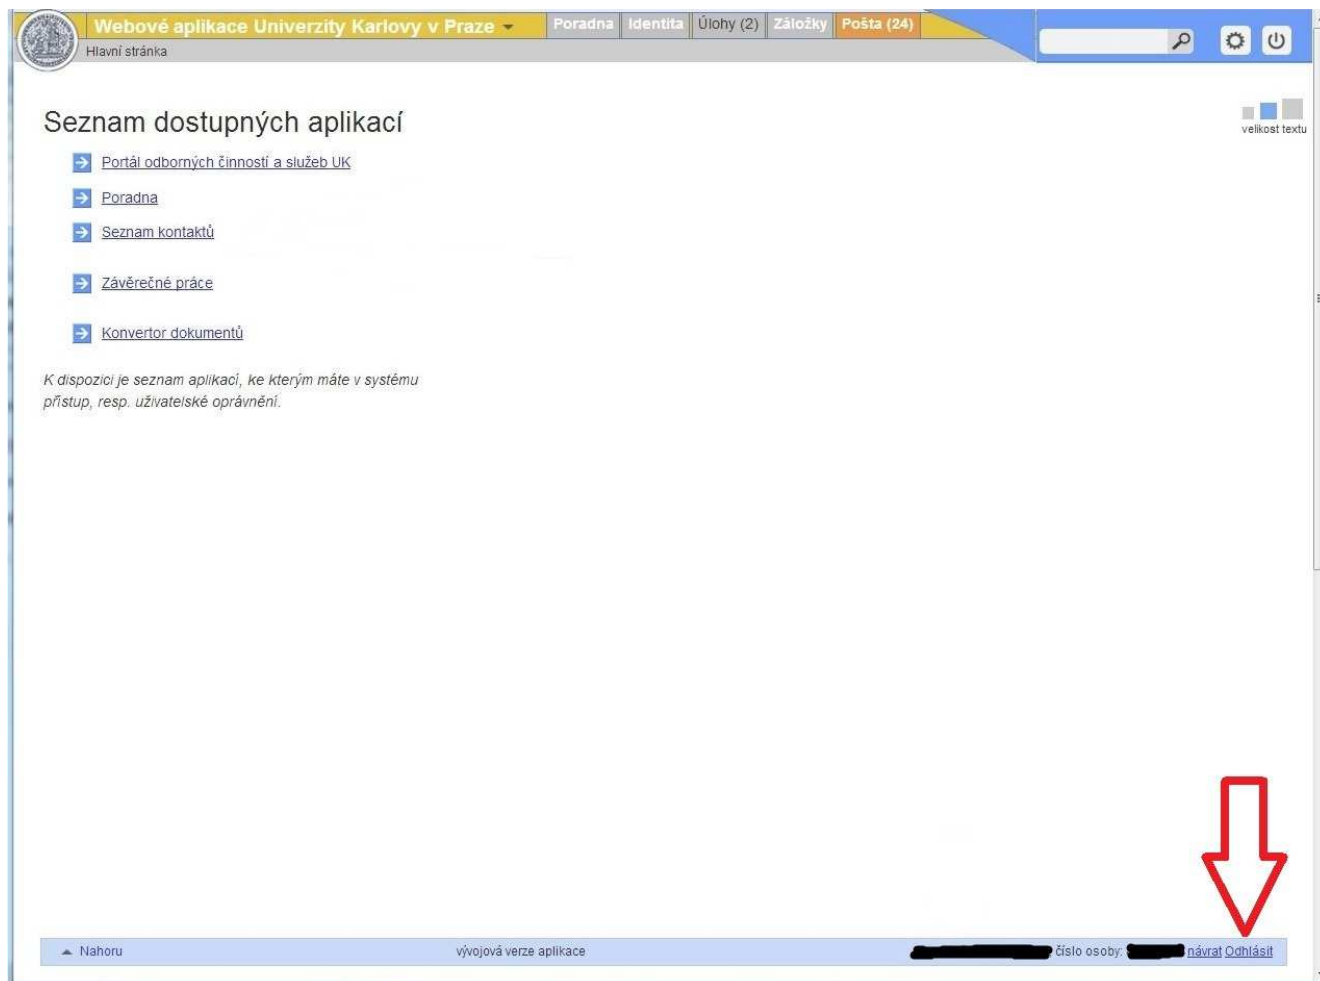 Webové aplikace Univerzity Karlovy v Praze Poradna Identita Úlohy (2) Záložky Pošta (24)
Hlavní stránka
Seznam dostupných aplikací
velikost textu
Portál odborných činností a služeb UK
Poradna
Seznam kontaktů
Závěrečné práce
Konvertor dokumentů
K dispozici je seznam aplikací, ke kterým máte v systému
přístup, resp. uživatelské oprávnění.
Nahoru vývojová verze aplikace číslo osoby: návrat Odhlásit